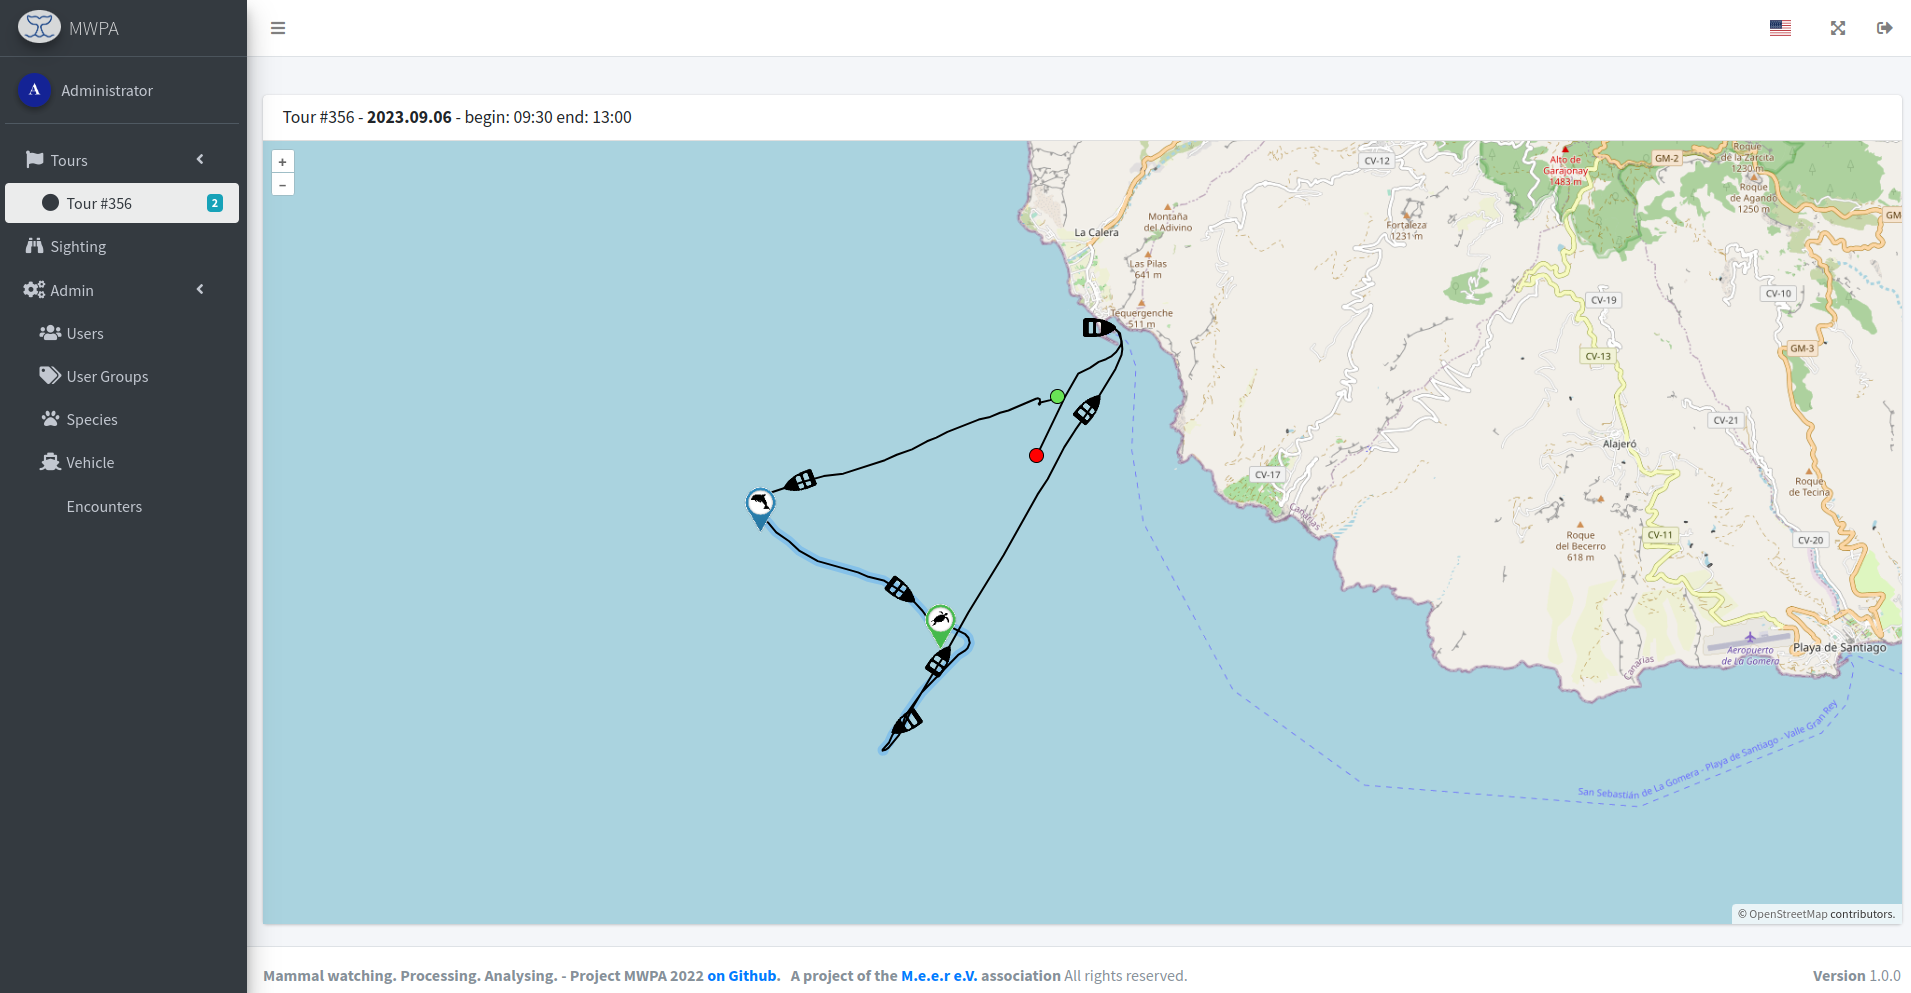 MWPA
A
Administrator
Tours
Tour #356
2
Sighting
Admin
Users
User Groups
Species
Vehicle
Encounters
Tour #356 - 2023.09.06 - begin: 09:30 end: 13:00
+
–
CV-12
Alto de
Garajonay
1483 m
GM-2
Roque
de la Zarcita
1230 m
Roque
de Agando
1250 m
GM-
Montaña
del Adivino
La Calera
Fortaleza
1231 m
Las Pilas
641 m
CV-10
CV-19
Tequergenche
511 m
GM-3
CV-13
CV-21
Alajeró
CV-17
Roque
de Tecina
Canarias
Roque
del Becerro
618 m
CV-11
CV-20
Aeropuerto
de La Gomera
Playa de Santiago
Canarias
San Sebastián de La Gomera - Playa de Santiago - Valle Gran Rey
© OpenStreetMap contributors.
Mammal watching. Processing. Analysing. - Project MWPA 2022 on Github. A project of the M.e.e.r e.V. association All rights reserved.
Version 1.0.0